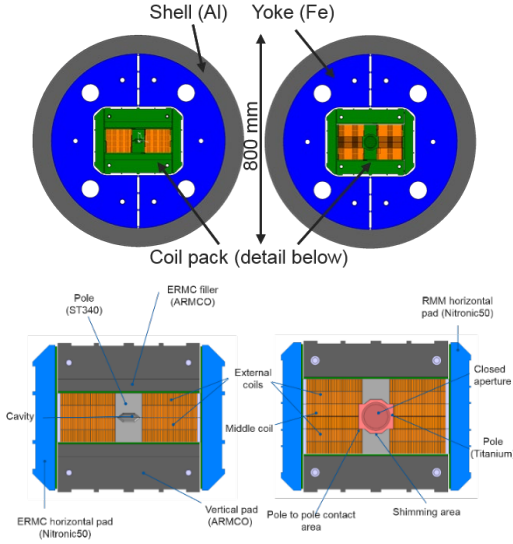 Shell (Al)
Yoke (Fe)
800 mm
Coil pack (detail below)
ERMC filler
(ARMCO)
Pole
(ST340)
RMM horizontal
pad (Nitronic50)
External
coils
Closed
aperture
Cavity
Middle coil
Pole
(Titanium)
ERMC horizontal pad
(Nitronic50)
Vertical pad
(ARMCO)
Pole to pole contact
area
Shimming area